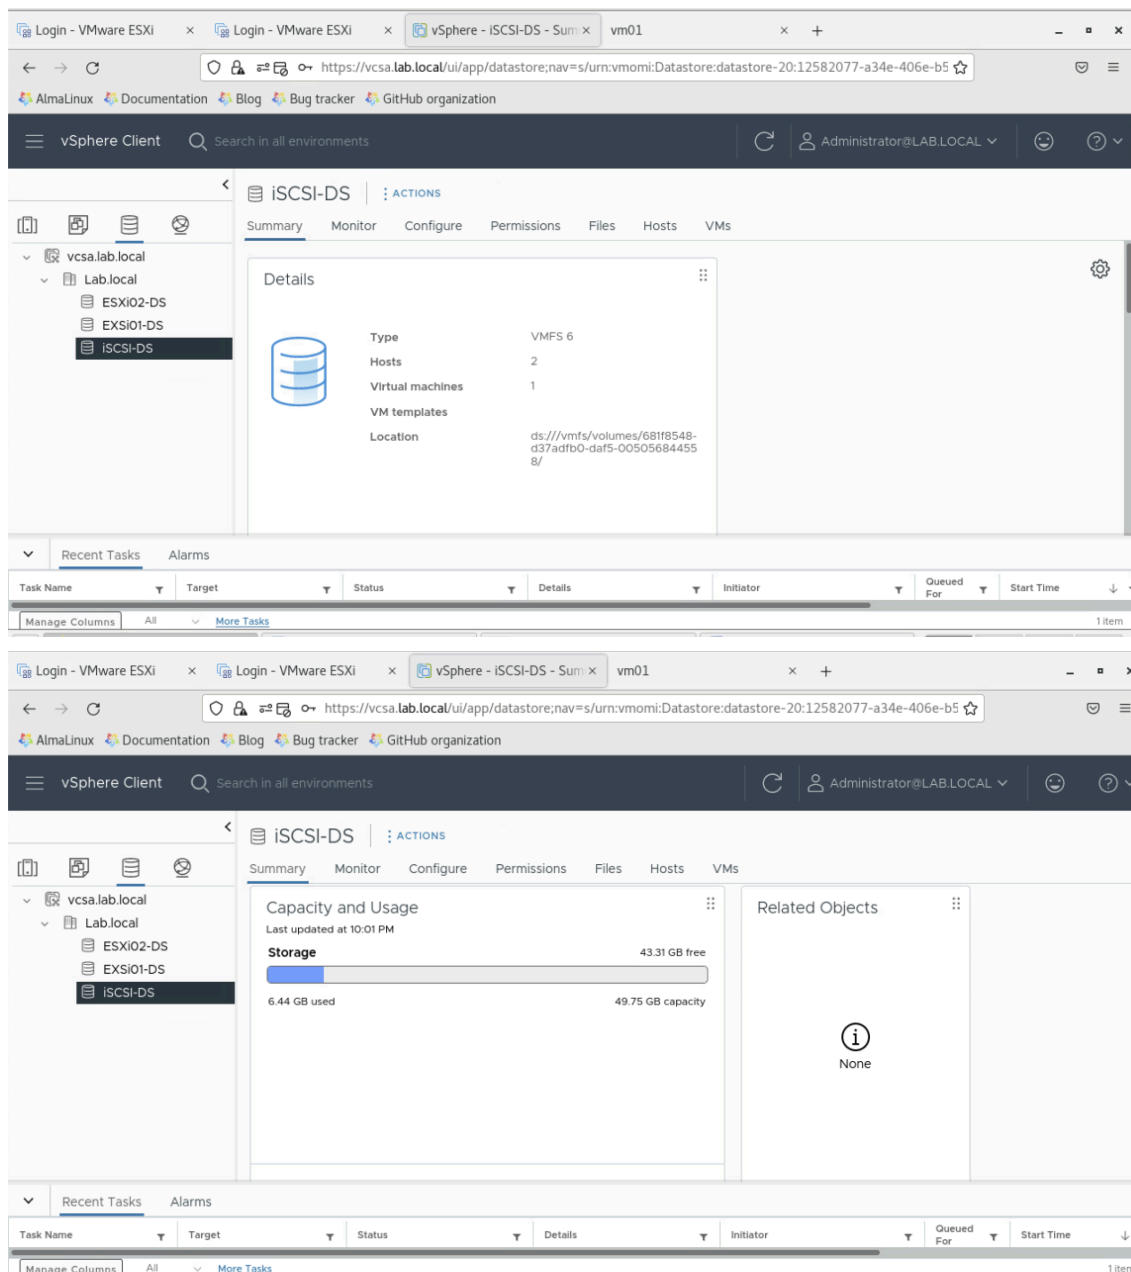 Login - VMware ESXi × Login - VMware ESXi × vSphere - iSCSI-DS - Sum × vm01 × +
https://vcsa.lab.local/ui/app/datastore;nav=s/urn:vmomi:Datastore:datastore-20:12582077-a34e-406e-b5
AlmaLinux Documentation Blog Bug tracker GitHub organization
vSphere Client Search in all environments Administrator@LAB.LOCAL
iSCSI-DS ACTIONS
Summary Monitor Configure Permissions Files Hosts VMs
vcsa.lab.local
Lab.local
ESXi02-DS
EXSi01-DS
iSCSI-DS
Details
Type VMFS 6
Hosts 2
Virtual machines 1
VM templates
Location ds:///vmfs/volumes/681f8548-
d37adfb0-daf5-00505684455
8/
Recent Tasks Alarms
Task Name Target Status Details Initiator Queued For Start Time
Manage Columns All More Tasks 1 item
Login - VMware ESXi × Login - VMware ESXi × vSphere - iSCSI-DS - Sum × vm01 × +
https://vcsa.lab.local/ui/app/datastore;nav=s/urn:vmomi:Datastore:datastore-20:12582077-a34e-406e-b5
AlmaLinux Documentation Blog Bug tracker GitHub organization
vSphere Client Search in all environments Administrator@LAB.LOCAL
iSCSI-DS ACTIONS
Summary Monitor Configure Permissions Files Hosts VMs
vcsa.lab.local
Lab.local
ESXi02-DS
EXSi01-DS
iSCSI-DS
Capacity and Usage
Last updated at 10:01 PM
Storage 43.31 GB free
6.44 GB used 49.75 GB capacity
Related Objects
None
Recent Tasks Alarms
Task Name Target Status Details Initiator Queued For Start Time
Manage Columns All More Tasks 1 item